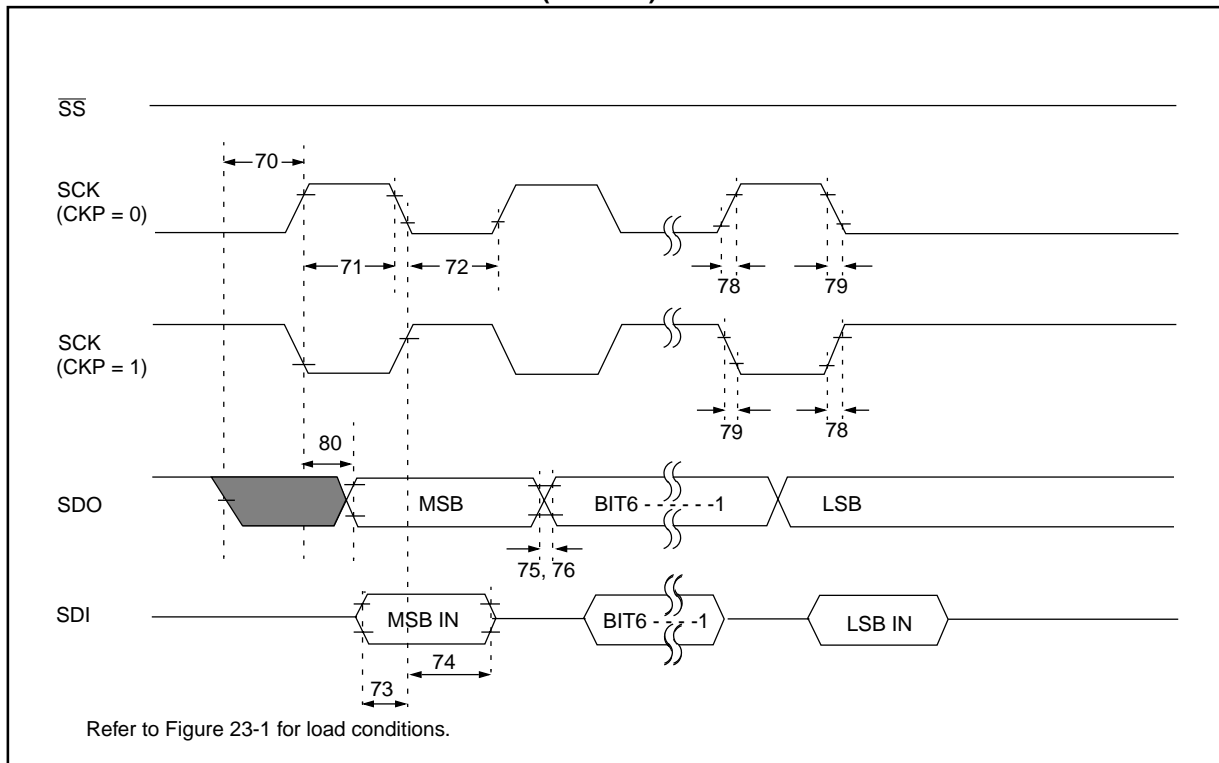 SS
70
SCK
(CKP = 0)
71
72
78
79
SCK
(CKP = 1)
79
78
80
SDO
MSB
BIT6 - - - - - -1
LSB
75, 76
SDI
MSB IN
BIT6 - - - - -1
LSB IN
74
73
Refer to Figure 23-1 for load conditions.